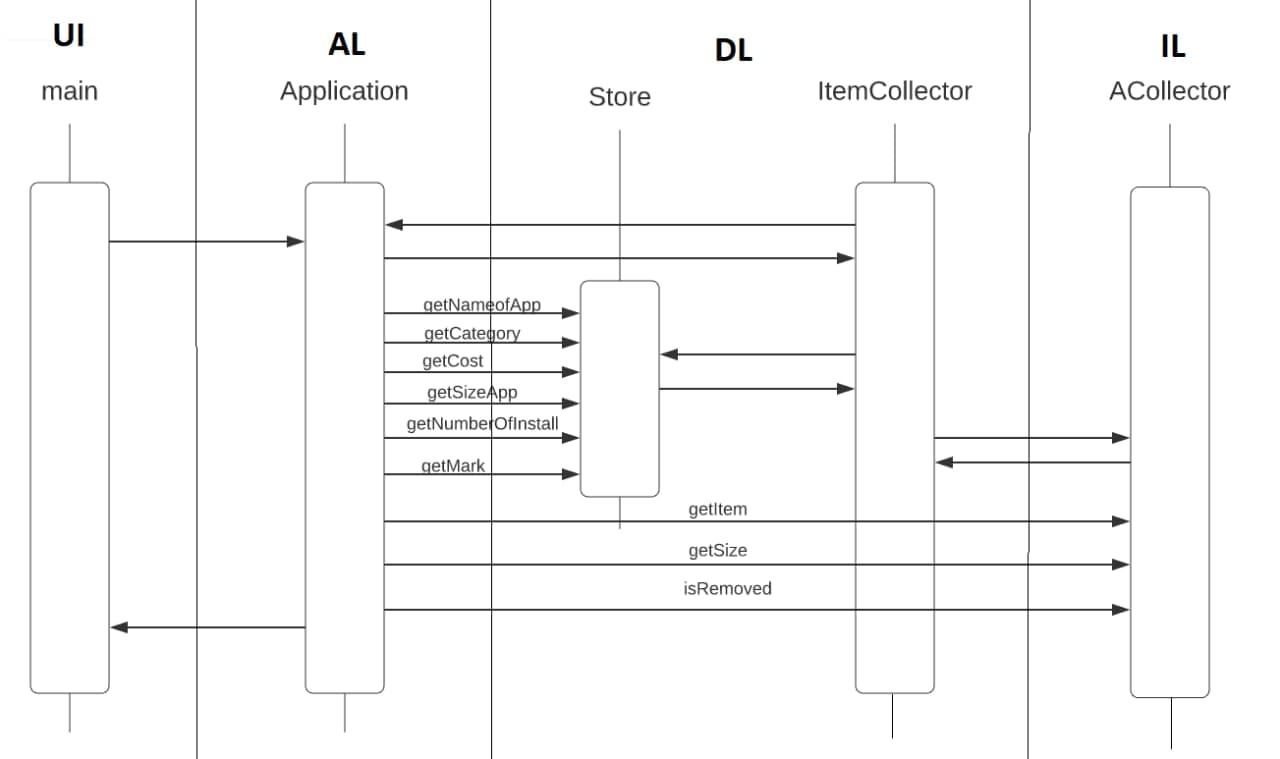 UI
AL
DL
IL
main
Application
Store
ItemCollector
ACollector
getNameofApp
getCategory
getCost
getSizeApp
getNumberOfInstall
getMark
getItem
getSize
isRemoved